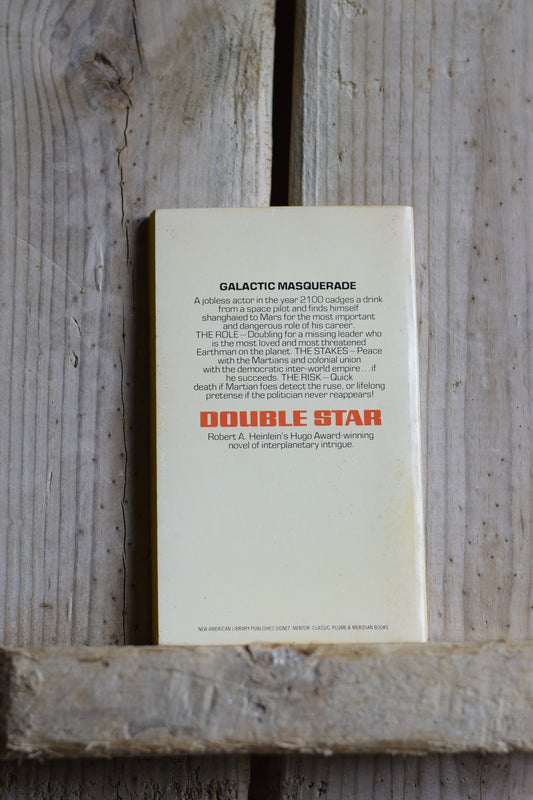 GALACTIC MASQUERADE
A jobless actor in the year 2100 cadges a drink
from a space pilot and finds himself
shanghaied to Mars for the most important
and dangerous role of his career.
THE ROLE—Doubling for a missing leader who
is the most loved and most threatened
Earthman on the planet. THE STAKES—Peace
with the Martians and colonial union
with the democratic inter-world empire...if
he succeeds. THE RISK—Quick
death if Martian foes detect the ruse, or lifelong
pretense if the politician never reappears!
DOUBLE STAR
Robert A. Heinlein's Hugo Award-winning
novel of interplanetary intrigue.
NEW AMERICAN LIBRARY PUBLISHES SIGNET, MENTOR, CLASSIC, PLUME & MERIDIAN BOOKS